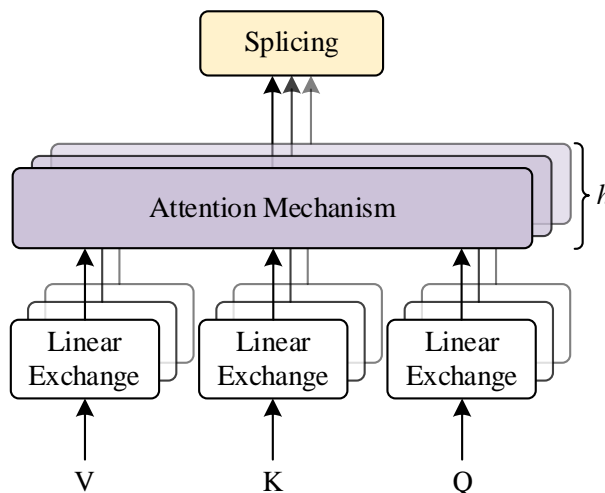 Splicing
Attention Mechanism
h
Linear
Exchange
Linear
Exchange
Linear
Exchange
V
K
Q